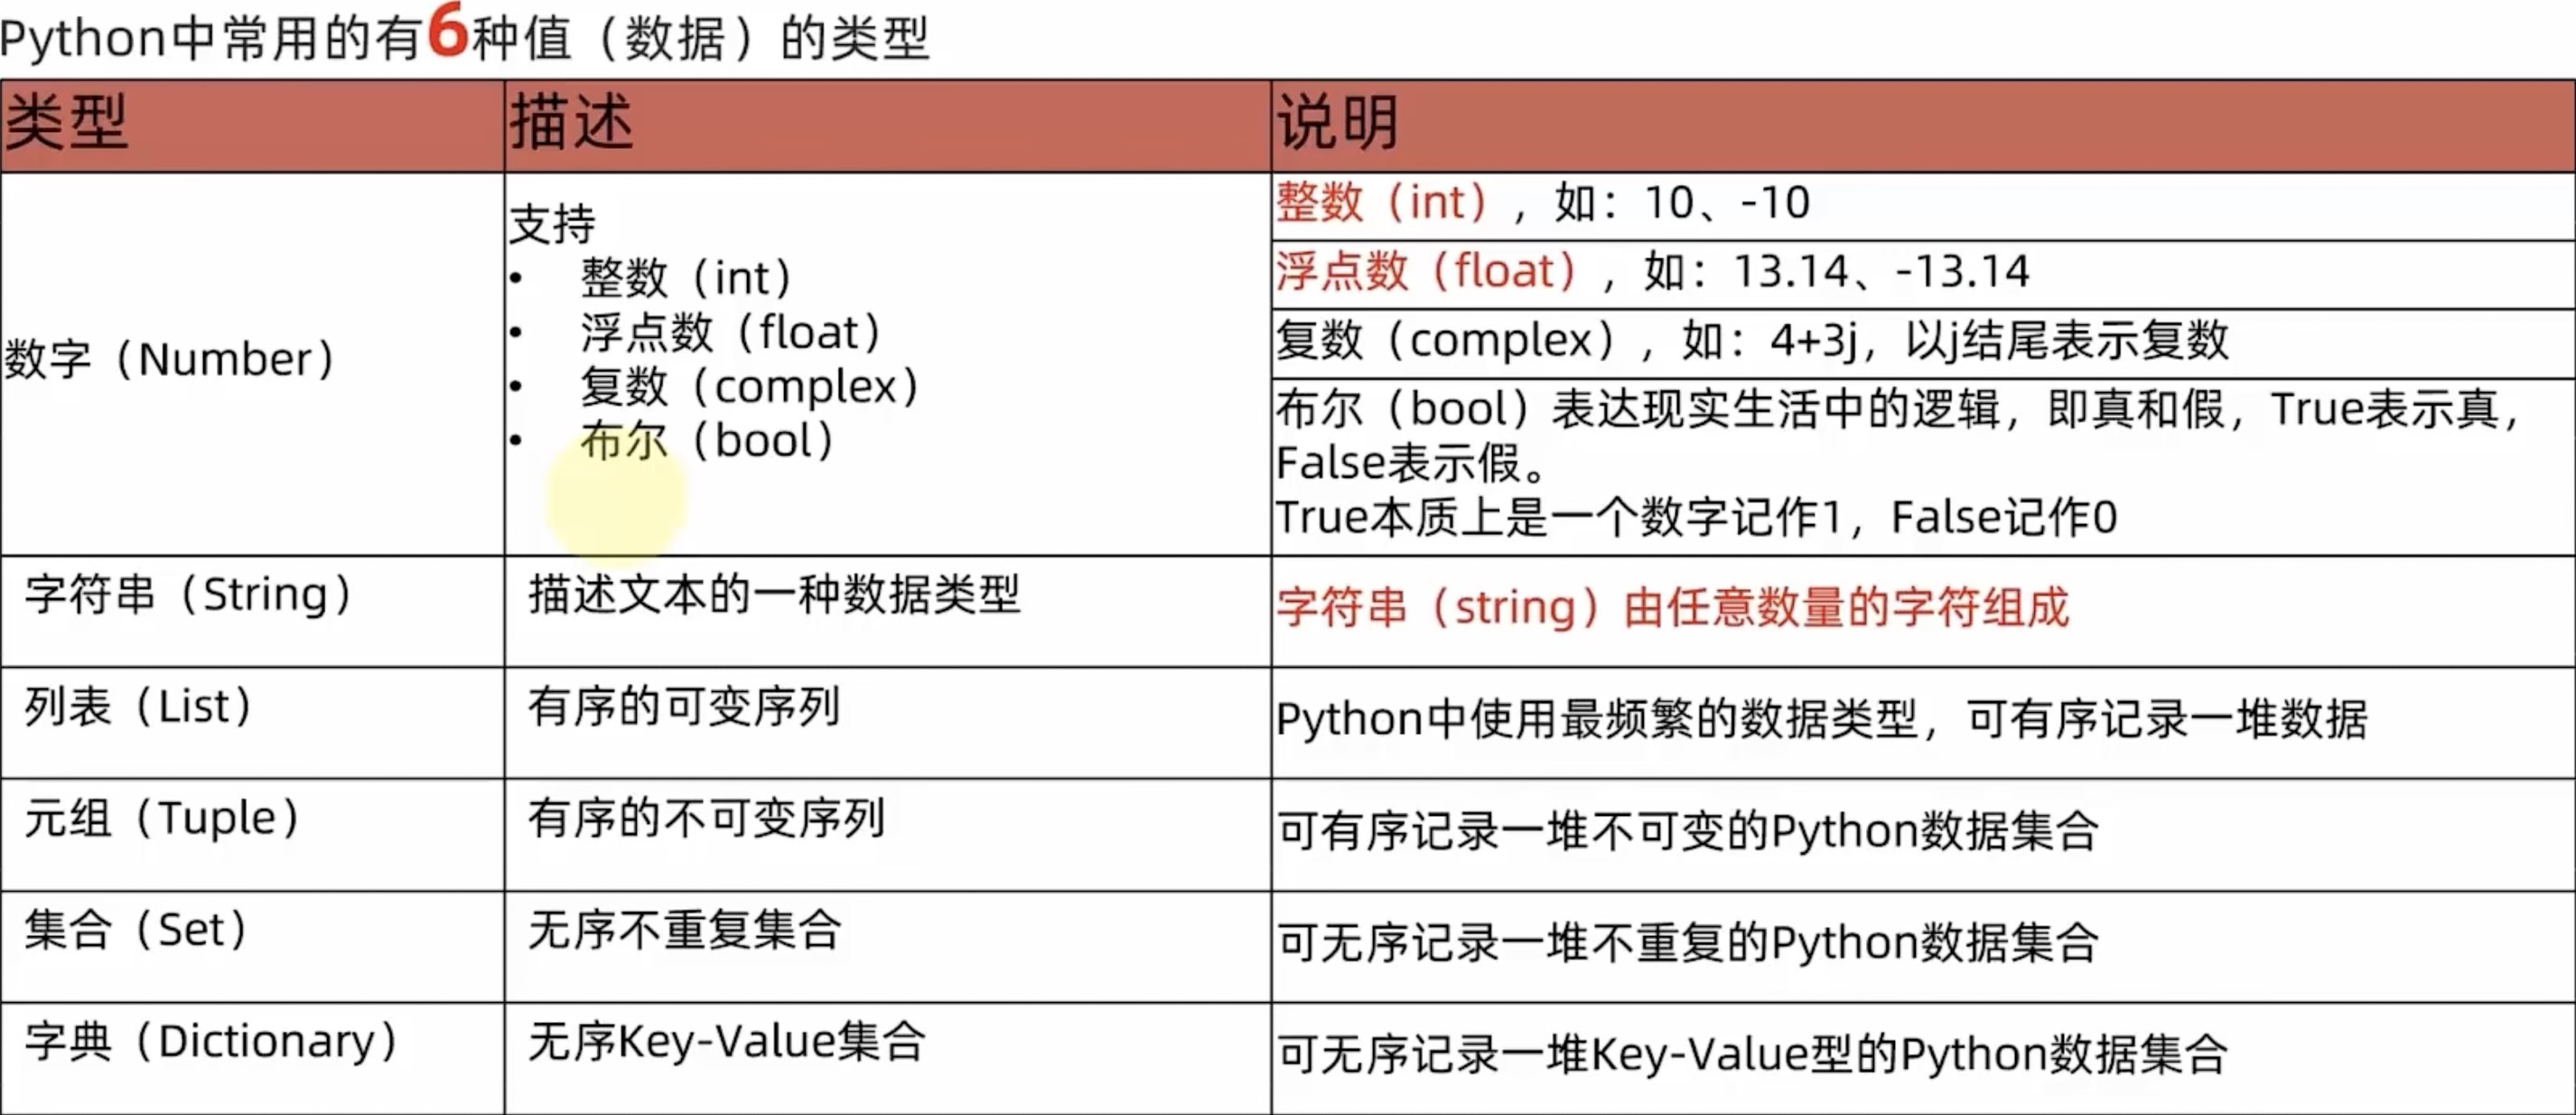 Python中常用的有6种值（数据）的类型
类型
描述
说明
数字（Number）
支持
• 整数（int）
• 浮点数（float）
• 复数（complex）
• 布尔（bool）
整数（int），如：10、-10
浮点数（float），如：13.14、-13.14
复数（complex），如：4+3j，以j结尾表示复数
布尔（bool）表达现实生活中的逻辑，即真和假，True表示真，
False表示假。
True本质上是一个数字记作1，False记作0
字符串（String）
描述文本的一种数据类型
字符串（string）由任意数量的字符组成
列表（List）
有序的可变序列
Python中使用最频繁的数据类型，可有序记录一堆数据
元组（Tuple）
有序的不可变序列
可有序记录一堆不可变的Python数据集合
集合（Set）
无序不重复集合
可无序记录一堆不重复的Python数据集合
字典（Dictionary）
无序Key-Value集合
可无序记录一堆Key-Value型的Python数据集合